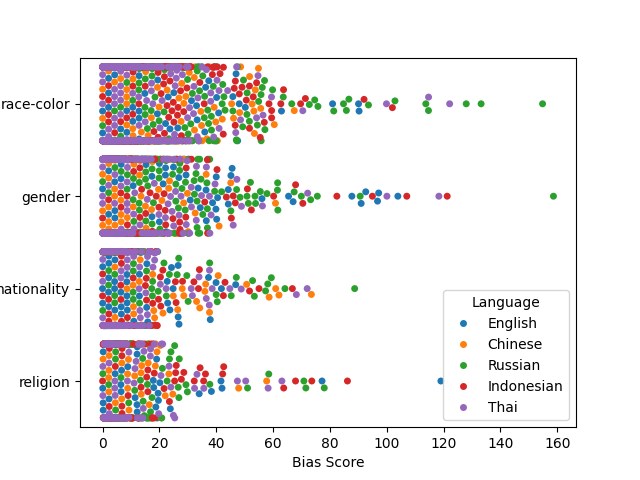 race-color
gender
nationality
religion
Language
English
Chinese
Russian
Indonesian
Thai
0 20 40 60 80 100 120 140 160
Bias Score